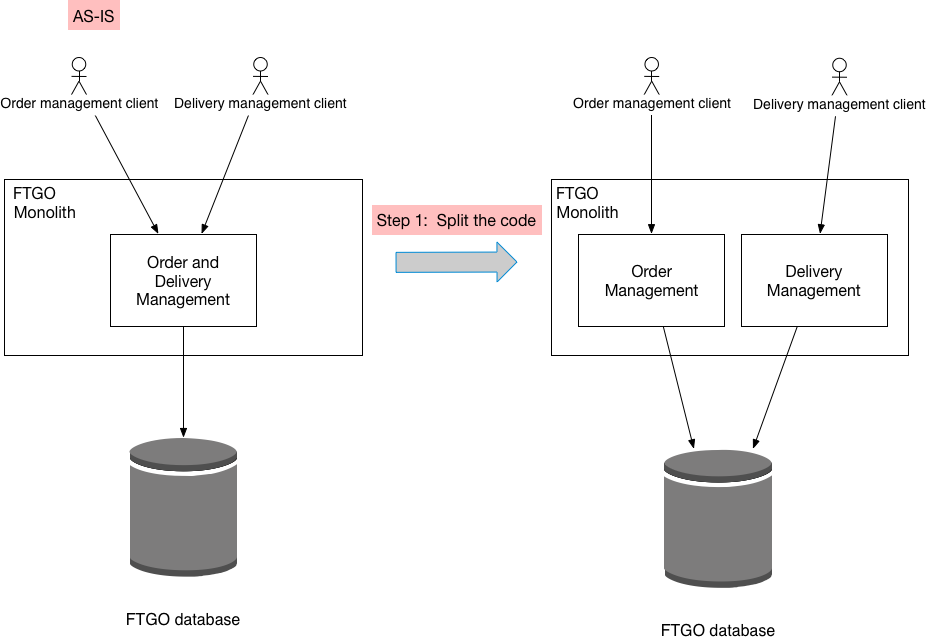 AS-IS
Order management client
Delivery management client
FTGO
Monolith
Order and
Delivery
Management
FTGO database
Step 1:  Split the code
Order management client
Delivery management client
FTGO
Monolith
Order
Management
Delivery
Management
FTGO database